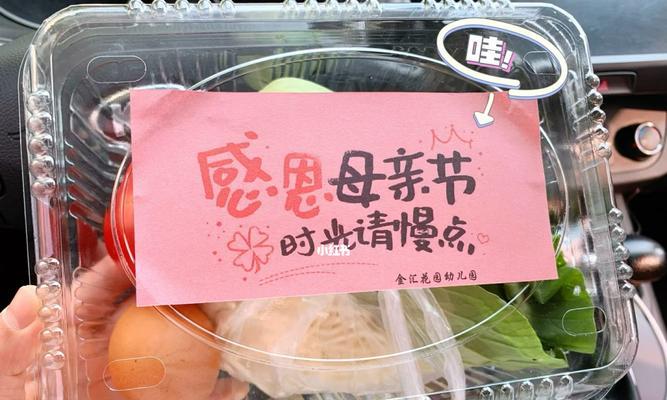 哇!
感恩母亲节
时光请慢点
小红书
金汇花园幼儿园